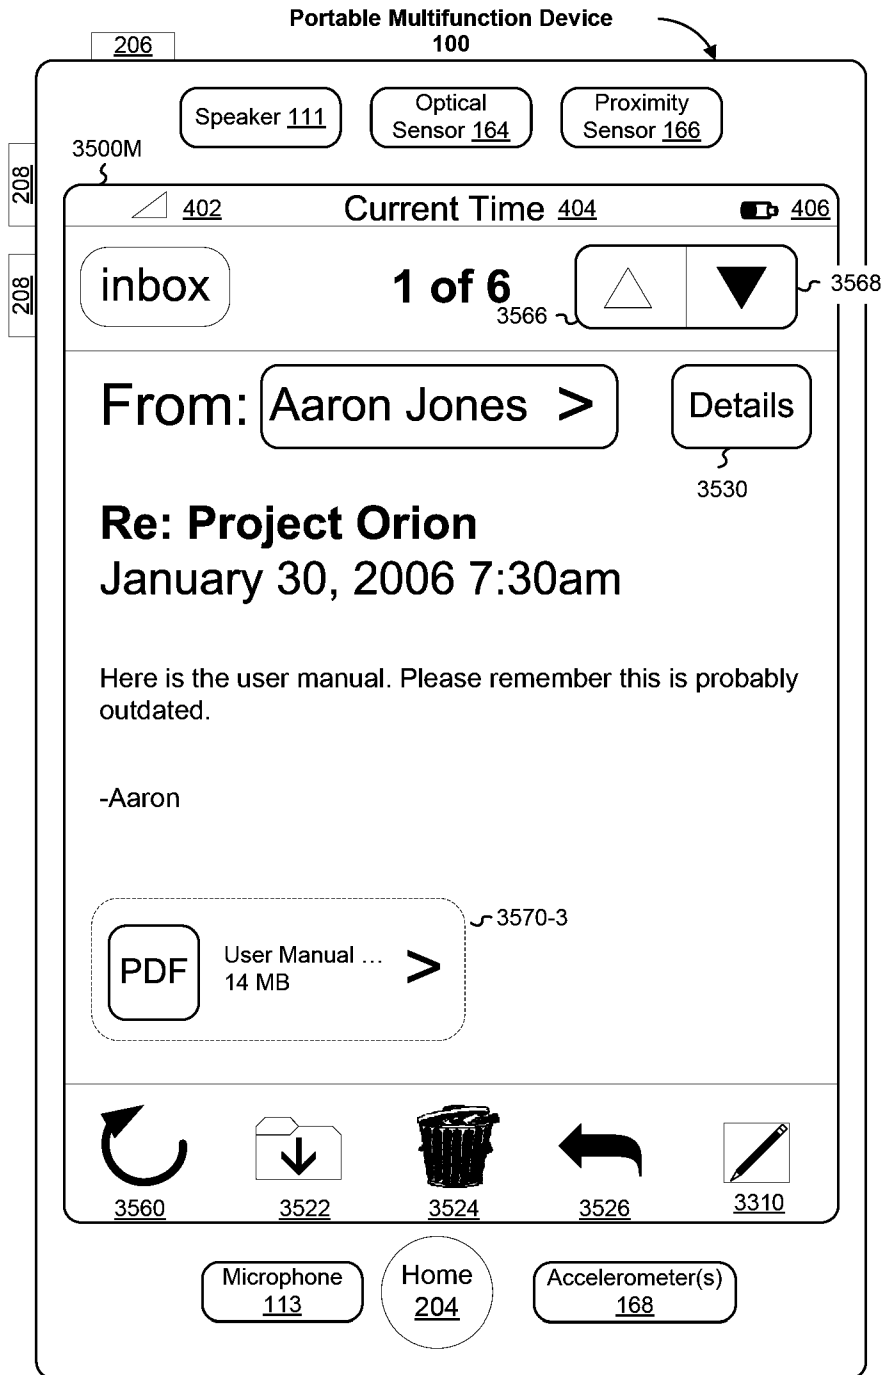 Portable Multifunction Device
100
206
Speaker 111
Optical
Sensor 164
Proximity
Sensor 166
3500M
208
402
Current Time 404
406
208
inbox
1 of 6
3566
3568
From:
Aaron Jones >
Details
3530
Re: Project Orion
January 30, 2006 7:30am
Here is the user manual. Please remember this is probably
outdated.
-Aaron
3570-3
PDF
User Manual ...
14 MB
>
3560
3522
3524
3526
3310
Microphone
113
Home
204
Accelerometer(s)
168